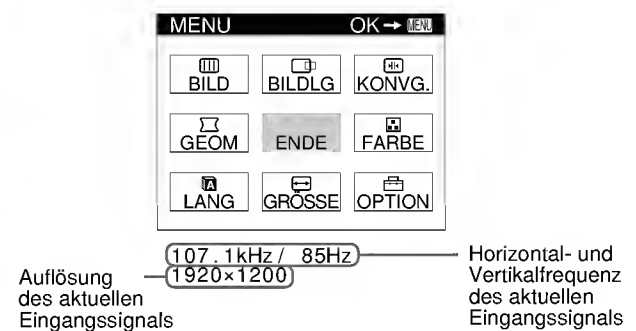 MENU OK → MENU
BILD BILDLG KONVG.
GEOM ENDE FARBE
LANG GRÖSSE OPTION
107.1kHz / 85Hz
1920×1200
Auflösung
des aktuellen
Eingangssignals
Horizontal- und
Vertikalfrequenz
des aktuellen
Eingangssignals